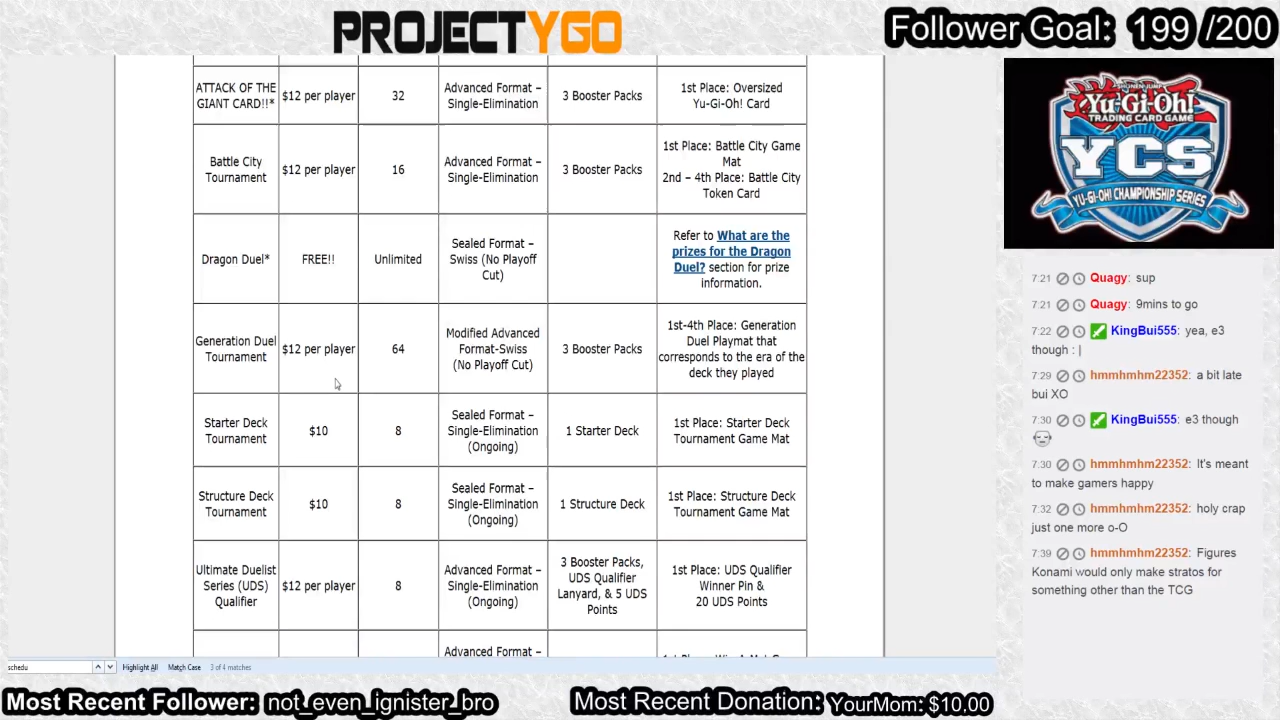 PROJECTYGO
Follower Goal: 199 /200
ATTACK OF THE
GIANT CARD!!*
$12 per player
32
Advanced Format –
Single-Elimination
3 Booster Packs
1st Place: Oversized
Yu-Gi-Oh! Card
Battle City
Tournament
$12 per player
16
Advanced Format –
Single-Elimination
3 Booster Packs
1st Place: Battle City Game
Mat
2nd – 4th Place: Battle City
Token Card
Dragon Duel*
FREE!!
Unlimited
Sealed Format –
Swiss (No Playoff
Cut)
Refer to What are the
prizes for the Dragon
Duel? section for prize
information.
Generation Duel
Tournament
$12 per player
64
Modified Advanced
Format-Swiss
(No Playoff Cut)
3 Booster Packs
1st-4th Place: Generation
Duel Playmat that
corresponds to the era of the
deck they played
Starter Deck
Tournament
$10
8
Sealed Format –
Single-Elimination
(Ongoing)
1 Starter Deck
1st Place: Starter Deck
Tournament Game Mat
Structure Deck
Tournament
$10
8
Sealed Format –
Single-Elimination
(Ongoing)
1 Structure Deck
1st Place: Structure Deck
Tournament Game Mat
Ultimate Duelist
Series (UDS)
Qualifier
$12 per player
8
Advanced Format –
Single-Elimination
(Ongoing)
3 Booster Packs,
UDS Qualifier
Lanyard, & 5 UDS
Points
1st Place: UDS Qualifier
Winner Pin &
20 UDS Points
Advanced Format –
schedu
Highlight All
Match Case
3 of 4 matches
SHONEN JUMP
Yu-Gi-Oh!
TRADING CARD GAME
YCS
YU-GI-OH! CHAMPIONSHIP SERIES
7:21 Quagy: sup
7:21 Quagy: 9mins to go
7:22 KingBui555: yea, e3
though : |
7:29 hmmhmhm22352: a bit late
bui XO
7:30 KingBui555: e3 though
7:30 hmmhmhm22352: It's meant
to make gamers happy
7:32 hmmhmhm22352: holy crap
just one more o-O
7:39 hmmhmhm22352: Figures
Konami would only make stratos for
something other than the TCG
Most Recent Follower: not_even_ignister_bro
Most Recent Donation: YourMom: $10.00